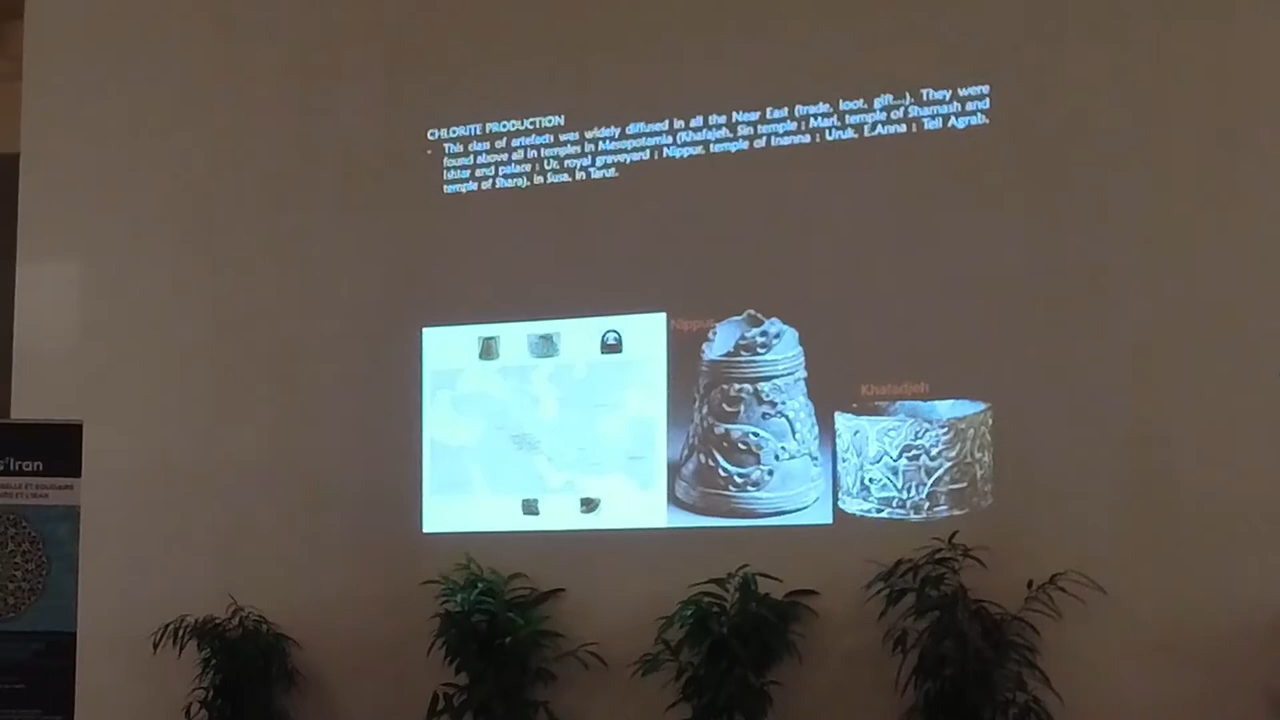 CHLORITE PRODUCTION
- This class of artefacts was widely diffused in all the Near East (trade, loot, gift...). They were
found above all in temples in Mesopotamia (Khafajeh, Sin temple ; Mari, temple of Shamash and
Ishtar and palace ; Ur, royal graveyard ; Nippur, temple of Inanna ; Uruk, E.Anna ; Tell Agrab,
temple of Shara), in Susa, in Tarut.
Nippur
Khafadjeh
s'Iran